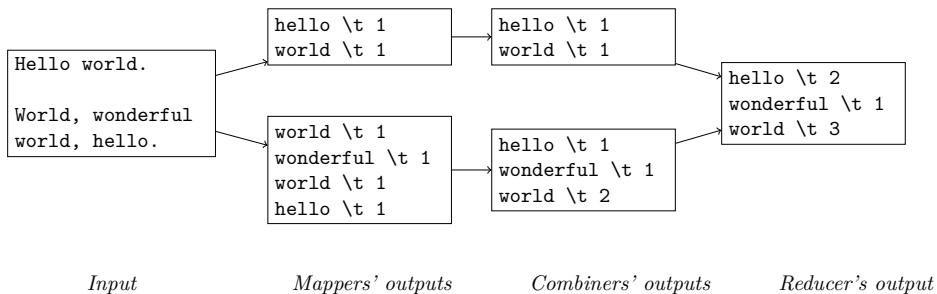 Hello world.
World, wonderful
world, hello.
hello \t 1
world \t 1
world \t 1
wonderful \t 1
world \t 1
hello \t 1
hello \t 1
world \t 1
hello \t 1
wonderful \t 1
world \t 2
hello \t 2
wonderful \t 1
world \t 3
Input
Mappers' outputs
Combiners' outputs
Reducer's output